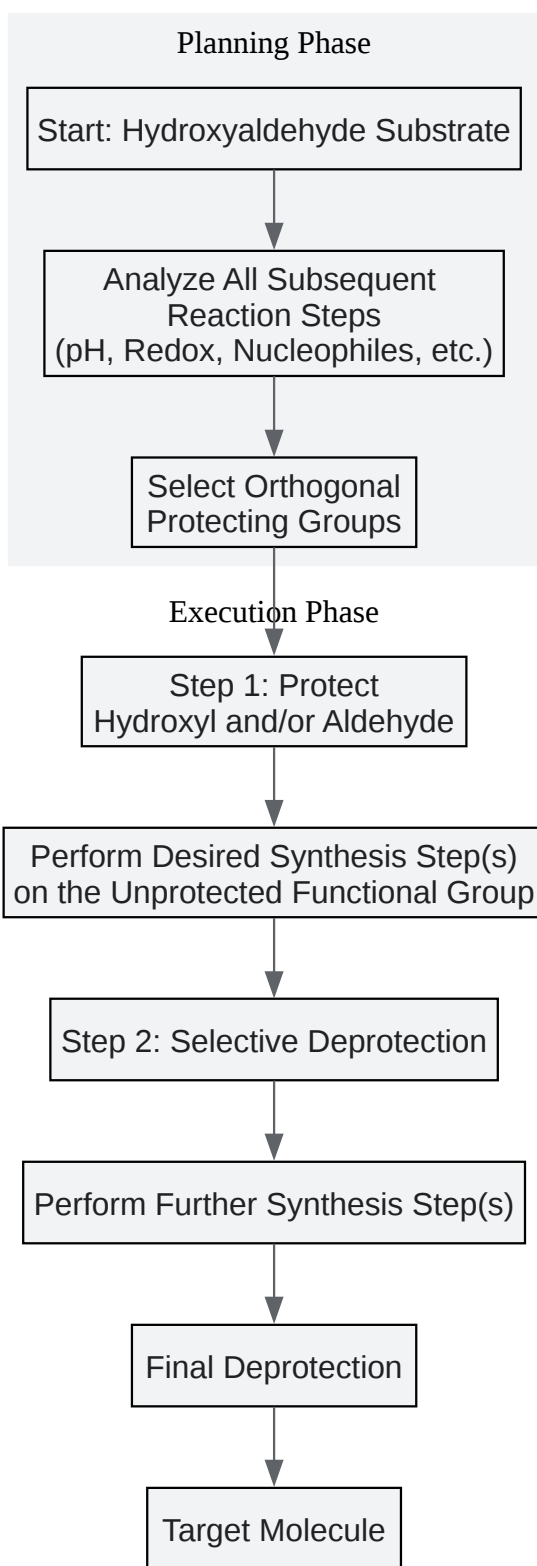 Planning Phase
Start: Hydroxyaldehyde Substrate
Analyze All Subsequent
Reaction Steps
(pH, Redox, Nucleophiles, etc.)
Select Orthogonal
Protecting Groups
Execution Phase
Step 1: Protect
Hydroxyl and/or Aldehyde
Perform Desired Synthesis Step(s)
on the Unprotected Functional Group
Step 2: Selective Deprotection
Perform Further Synthesis Step(s)
Final Deprotection
Target Molecule